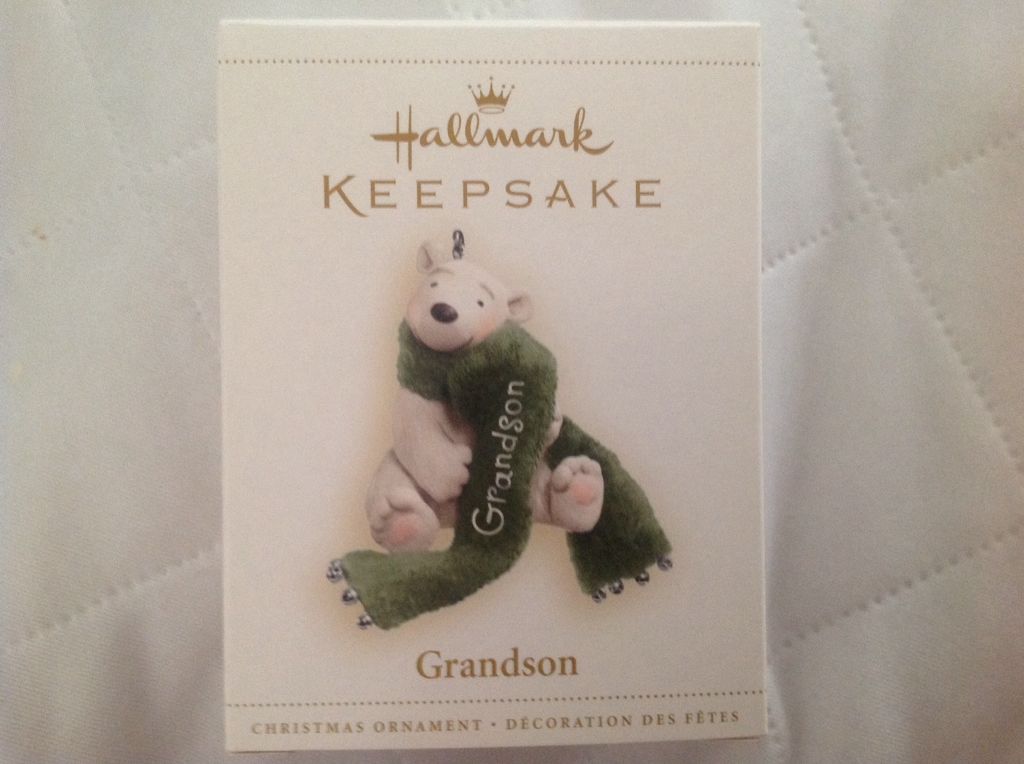 Hallmark
KEEPSAKE
Grandson
Grandson
CHRISTMAS ORNAMENT • DÉCORATION DES FÊTES